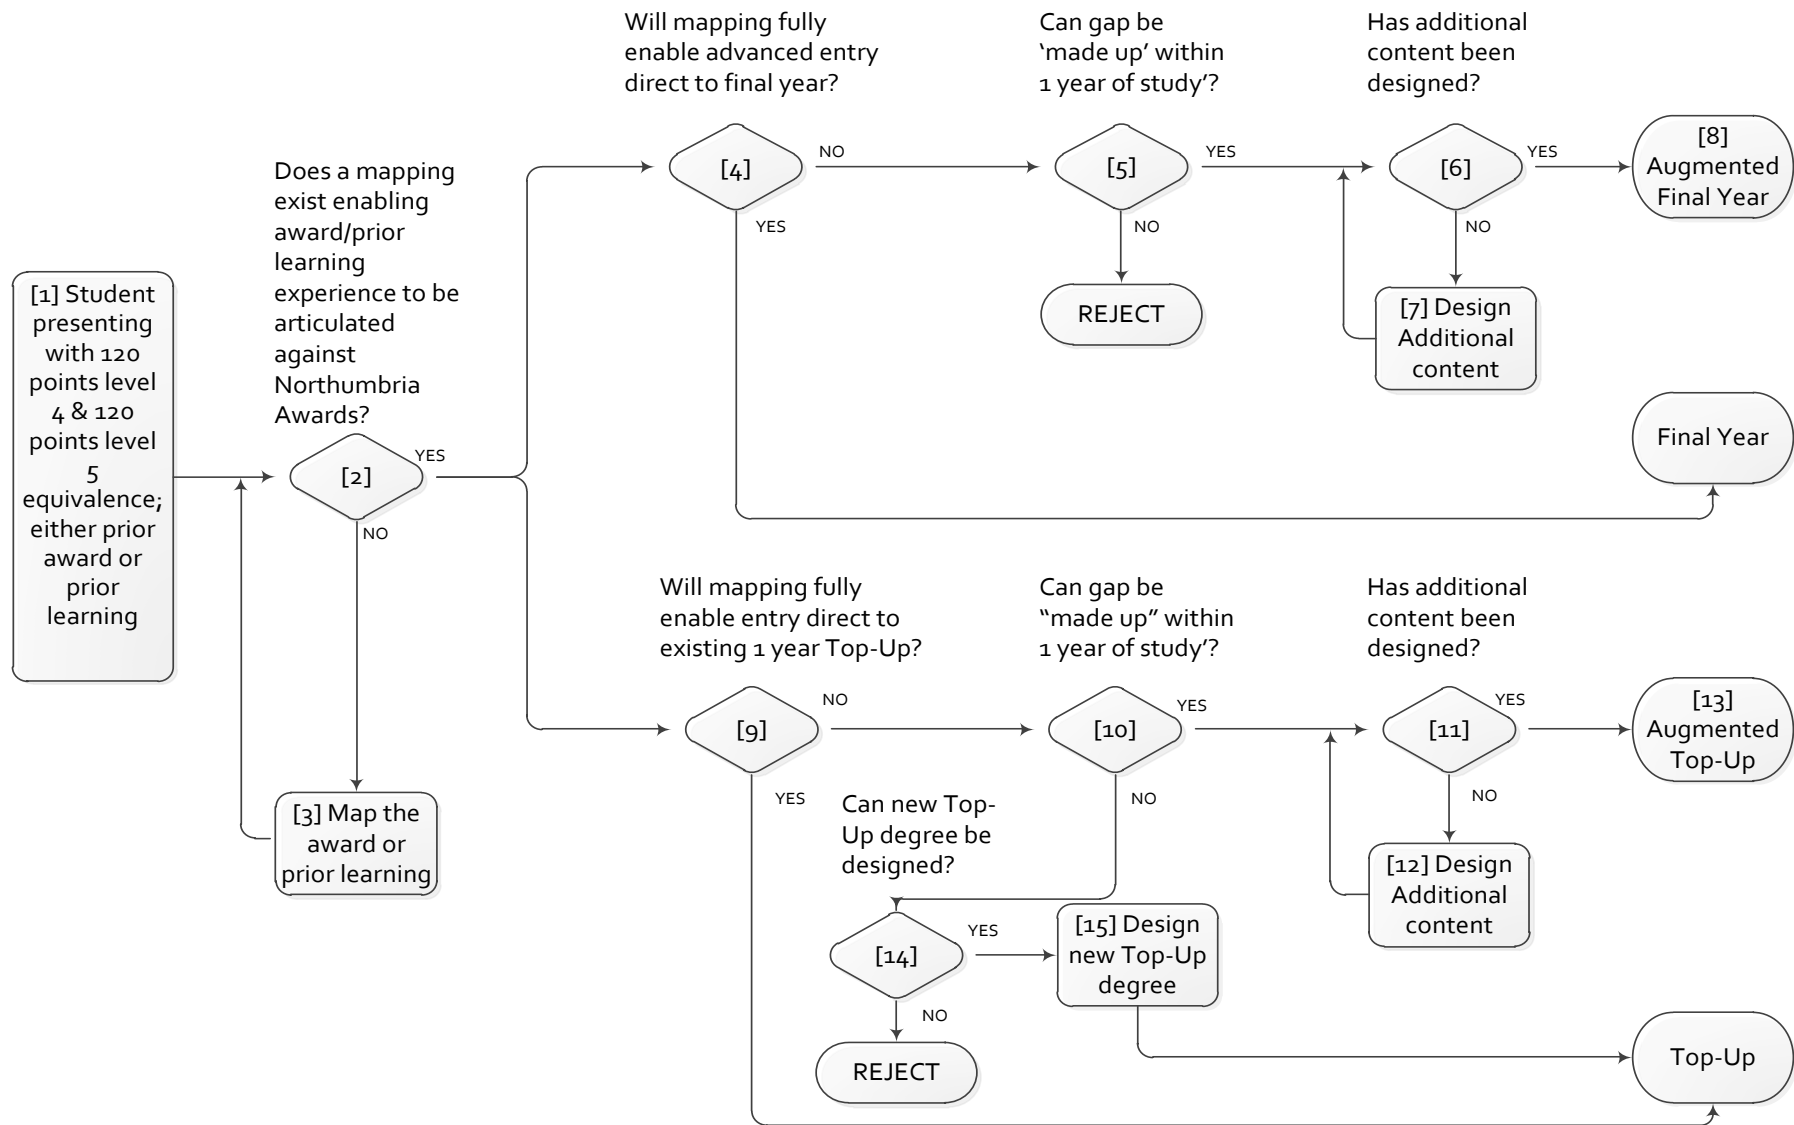 [1] Student
presenting
with 120
points level
4 & 120
points level
5
equivalence;
either prior
award or
prior
learning
Does a mapping
exist enabling
award/prior
learning
experience to be
articulated
against
Northumbria
Awards?
[2]
YES
NO
[3] Map the
award or
prior learning
Will mapping fully
enable advanced entry
direct to final year?
[4]
NO
YES
Can gap be
‘made up’ within
1 year of study’?
[5]
YES
NO
REJECT
Has additional
content been
designed?
[6]
YES
NO
[7] Design
Additional
content
[8]
Augmented
Final Year
Final Year
Will mapping fully
enable entry direct to
existing 1 year Top-Up?
[9]
NO
YES
Can gap be
“made up” within
1 year of study’?
[10]
YES
NO
Has additional
content been
designed?
[11]
YES
NO
[12] Design
Additional
content
[13]
Augmented
Top-Up
Can new Top-
Up degree be
designed?
[14]
YES
NO
REJECT
[15] Design
new Top-Up
degree
Top-Up